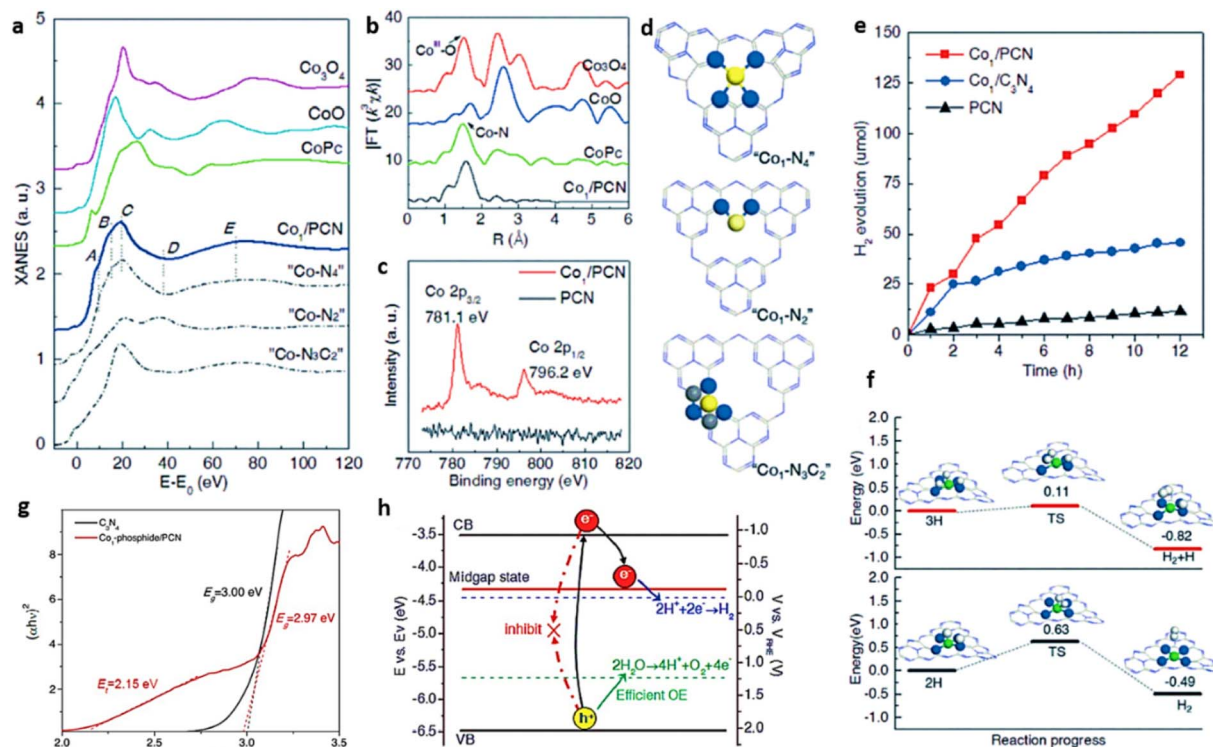 a
XANES (a. u.)
5
4
3
2
1
0
Co₃O₄
CoO
CoPc
Co₁/PCN
A
B
C
D
E
"Co-N₄"
"Co-N₂"
"Co-N₃C₂"
0 20 40 60 80 100 120
E-E₀ (eV)
b
|FT (k³χ(k)|
40
30
20
10
Coᴵᴵᴵ-O
Co₃O₄
CoO
Co-N
CoPc
Co₁/PCN
0 1 2 3 4 5 6
R (Å)
c
Intensity (a. u.)
Co₁/PCN
PCN
Co 2p₃/₂
781.1 eV
Co 2p₁/₂
796.2 eV
770 780 790 800 810 820
Binding energy (eV)
d
"Co₁-N₄"
"Co₁-N₂"
"Co₁-N₃C₂"
e
H₂ evolution (umol)
150
125
100
75
50
25
0
Co₁/PCN
Co₁/C₃N₄
PCN
0 2 4 6 8 10 12
Time (h)
f
Energy (eV)
2.0
1.5
1.0
0.5
0.0
-0.5
-1.0
3H
0.11
TS
-0.82
H₂+H
Energy(eV)
2.0
1.5
1.0
0.5
0.0
-0.5
-1.0
2H
0.63
TS
-0.49
H₂
Reaction progress
g
(αhν)²
8
6
4
2
C₃N₄
Co₁-phosphide/PCN
E_g=3.00 eV
E_g=2.97 eV
E_f=2.15 eV
2.0 2.5 3.0 3.5
h
E vs. Ev (eV)
-3.5
-4.0
-4.5
-5.0
-5.5
-6.0
-6.5
CB
VB
e⁻
Midgap state
e⁻
2H⁺+2e⁻→H₂
inhibit
2H₂O→4H⁺+O₂+4e⁻
Efficient OE
h⁺
-1.0
-0.5
0.0
0.5
1.0
1.5
2.0
V vs. V_RHE (V)